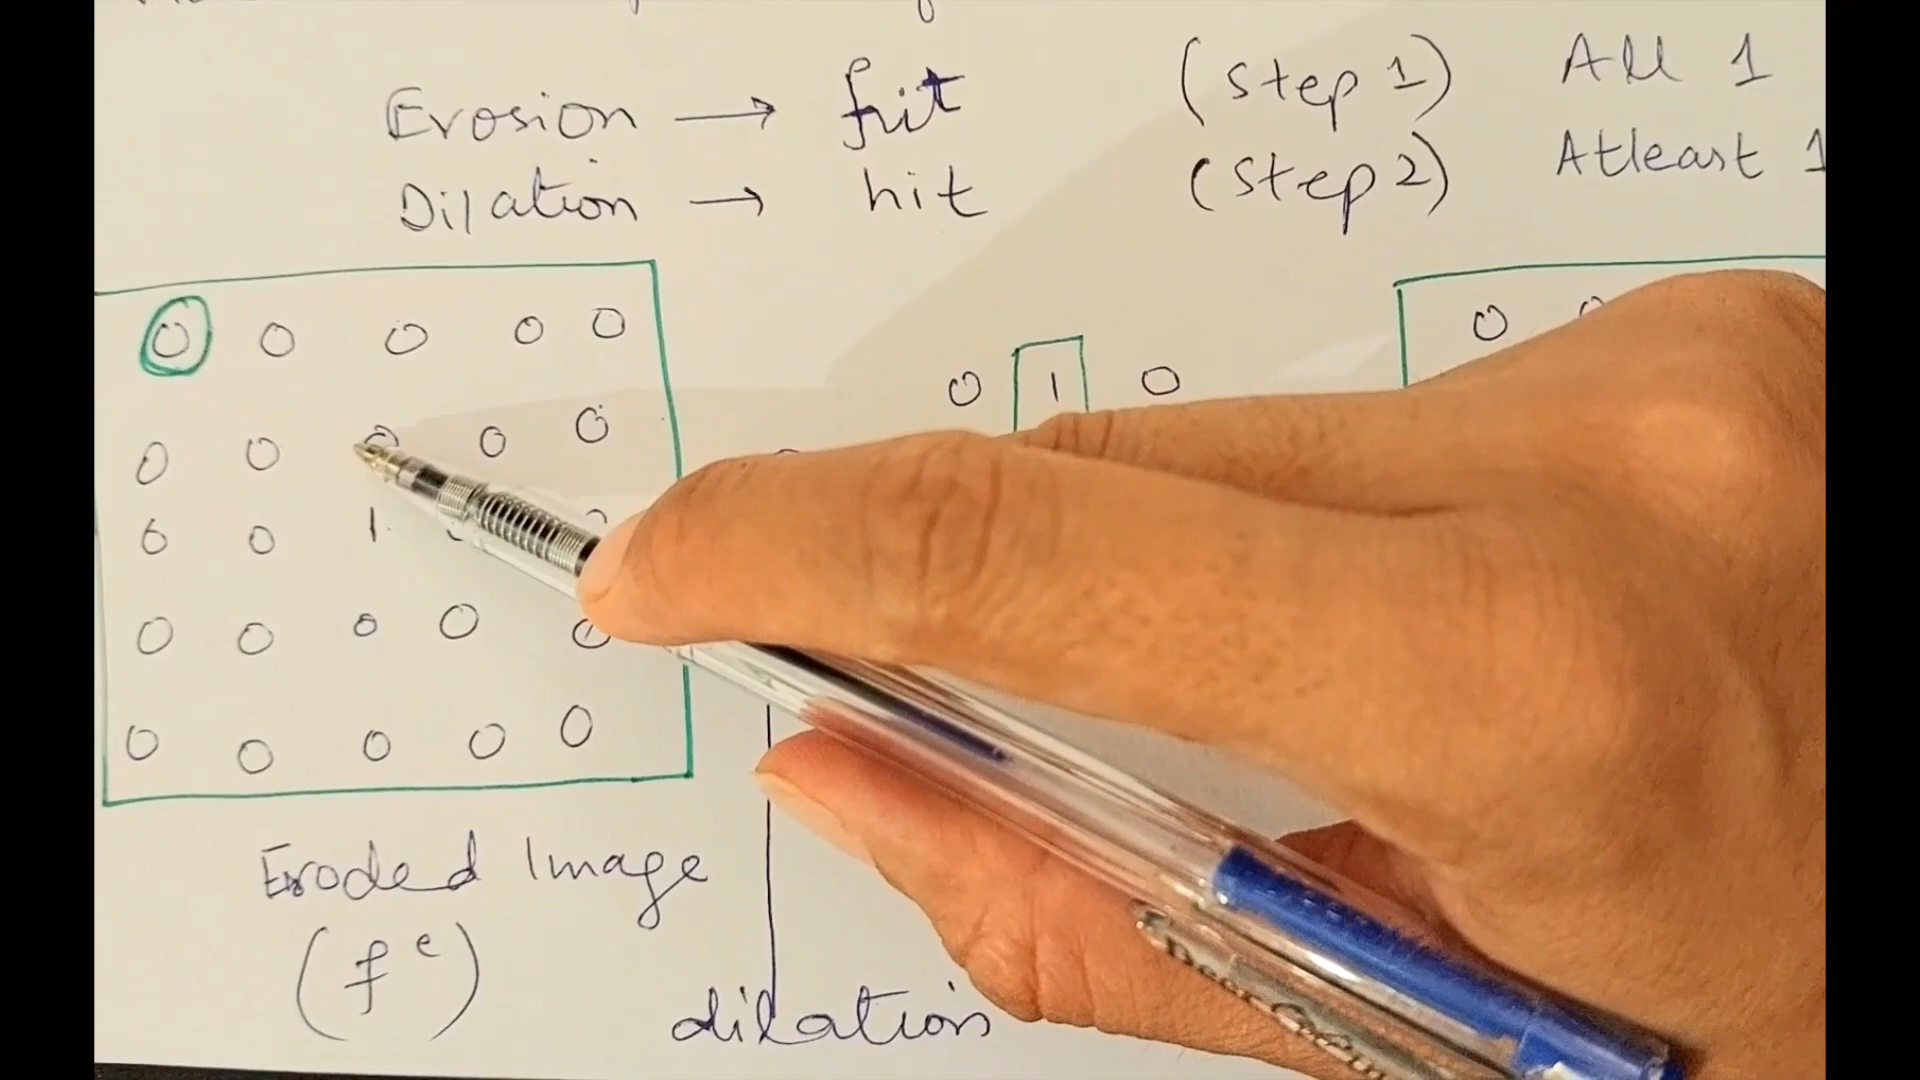 Erosion → fit (step 1) All 1
Dilation → hit (step 2) Atleast 1
0 0 0 0 0
0 0 0 0 0
0 0 1
0 0 0 0 0
0 0 0 0 0
0 1 0
0
Eroded Image
(f^e)
dilation